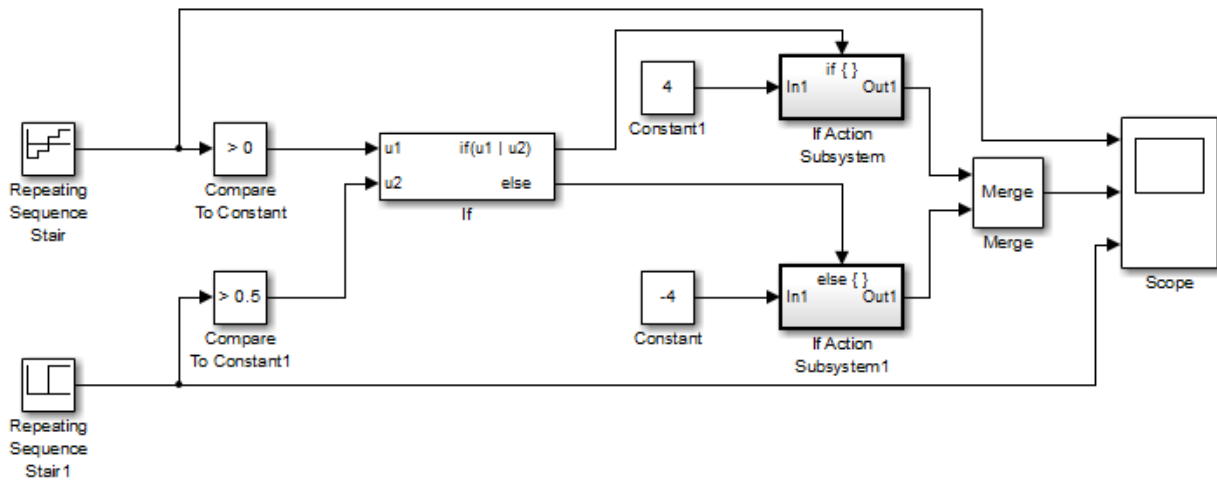 if { }
In1 Out1
4
Constant1
If Action
Subsystem
> 0
Repeating
Sequence
Stair
Compare
To Constant
u1 if(u1 | u2)
u2 else
If
Merge
Merge
Scope
> 0.5
Compare
To Constant1
-4
Constant
else { }
In1 Out1
If Action
Subsystem1
Repeating
Sequence
Stair1